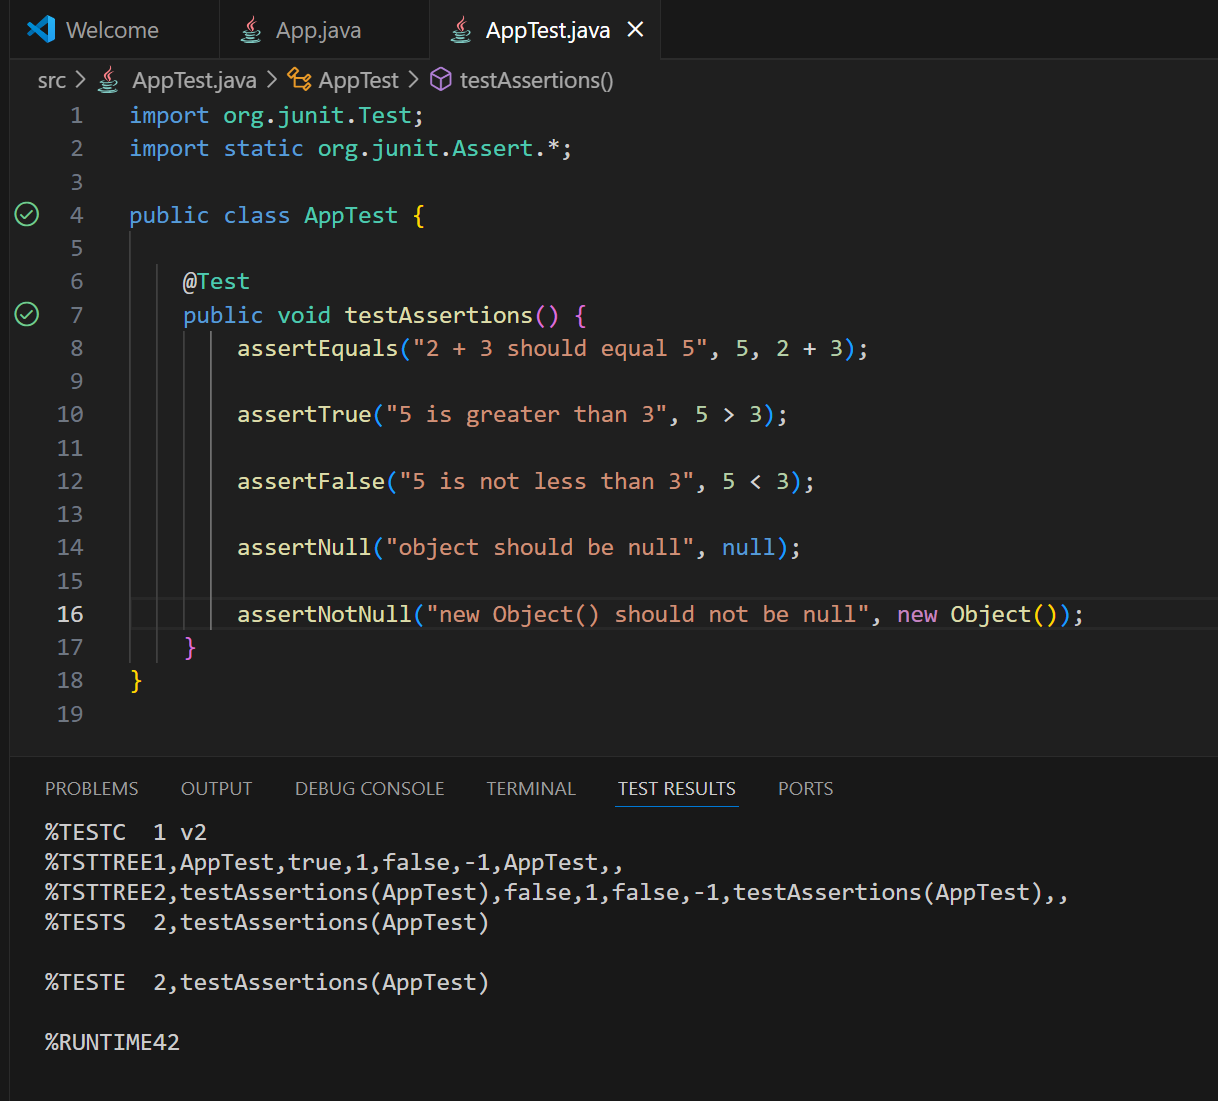 Welcome App.java AppTest.java
src > AppTest.java > AppTest > testAssertions()
1 import org.junit.Test;
2 import static org.junit.Assert.*;
3
4 public class AppTest {
5
6 @Test
7 public void testAssertions() {
8 assertEquals("2 + 3 should equal 5", 5, 2 + 3);
9
10 assertTrue("5 is greater than 3", 5 > 3);
11
12 assertFalse("5 is not less than 3", 5 < 3);
13
14 assertNull("object should be null", null);
15
16 assertNotNull("new Object() should not be null", new Object());
17 }
18 }
19
PROBLEMS OUTPUT DEBUG CONSOLE TERMINAL TEST RESULTS PORTS
%TESTC  1 v2
%TSTTREE1,AppTest,true,1,false,-1,AppTest,,
%TSTTREE2,testAssertions(AppTest),false,1,false,-1,testAssertions(AppTest),,
%TESTS  2,testAssertions(AppTest)
%TESTE  2,testAssertions(AppTest)
%RUNTIME42